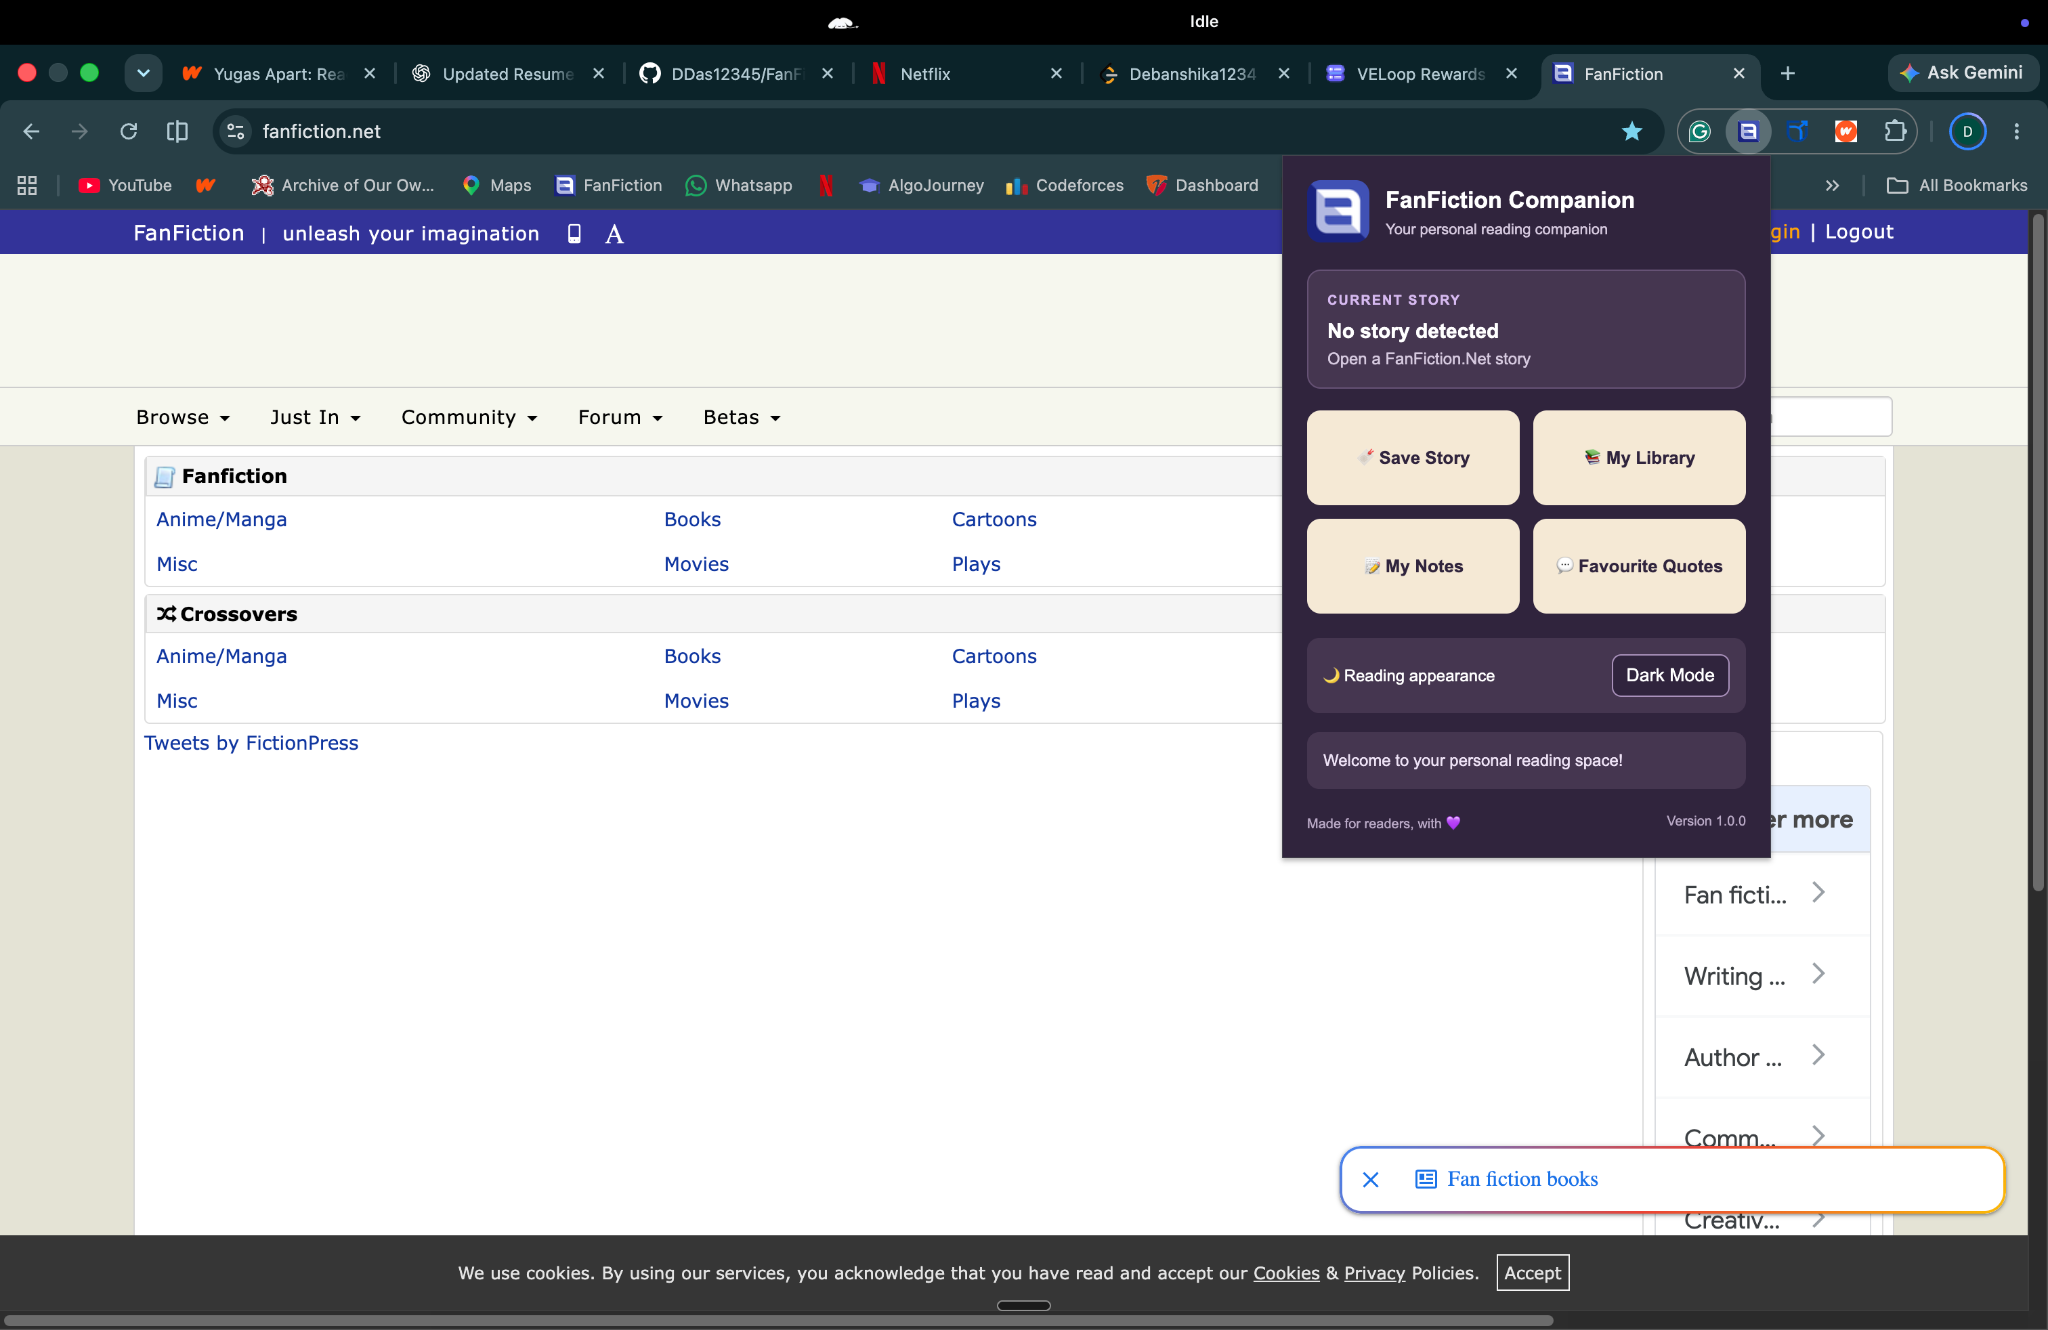 Idle
Yugas Apart: Rea
Updated Resume
DDas12345/FanFi
Netflix
Debanshika1234
VELoop Rewards
FanFiction
Ask Gemini
fanfiction.net
D
YouTube
Archive of Our Ow...
Maps
FanFiction
Whatsapp
AlgoJourney
Codeforces
Dashboard
All Bookmarks
FanFiction | unleash your imagination
gin | Logout
Browse
Just In
Community
Forum
Betas
Fanfiction
Anime/Manga Books Cartoons
Misc Movies Plays
Crossovers
Anime/Manga Books Cartoons
Misc Movies Plays
Tweets by FictionPress
FanFiction Companion
Your personal reading companion
CURRENT STORY
No story detected
Open a FanFiction.Net story
Save Story
My Library
My Notes
Favourite Quotes
Reading appearance
Dark Mode
Welcome to your personal reading space!
Made for readers, with 💜
Version 1.0.0
er more
Fan ficti...
Writing ...
Author ...
Comm...
Fan fiction books
Creativ...
We use cookies. By using our services, you acknowledge that you have read and accept our Cookies & Privacy Policies.
Accept